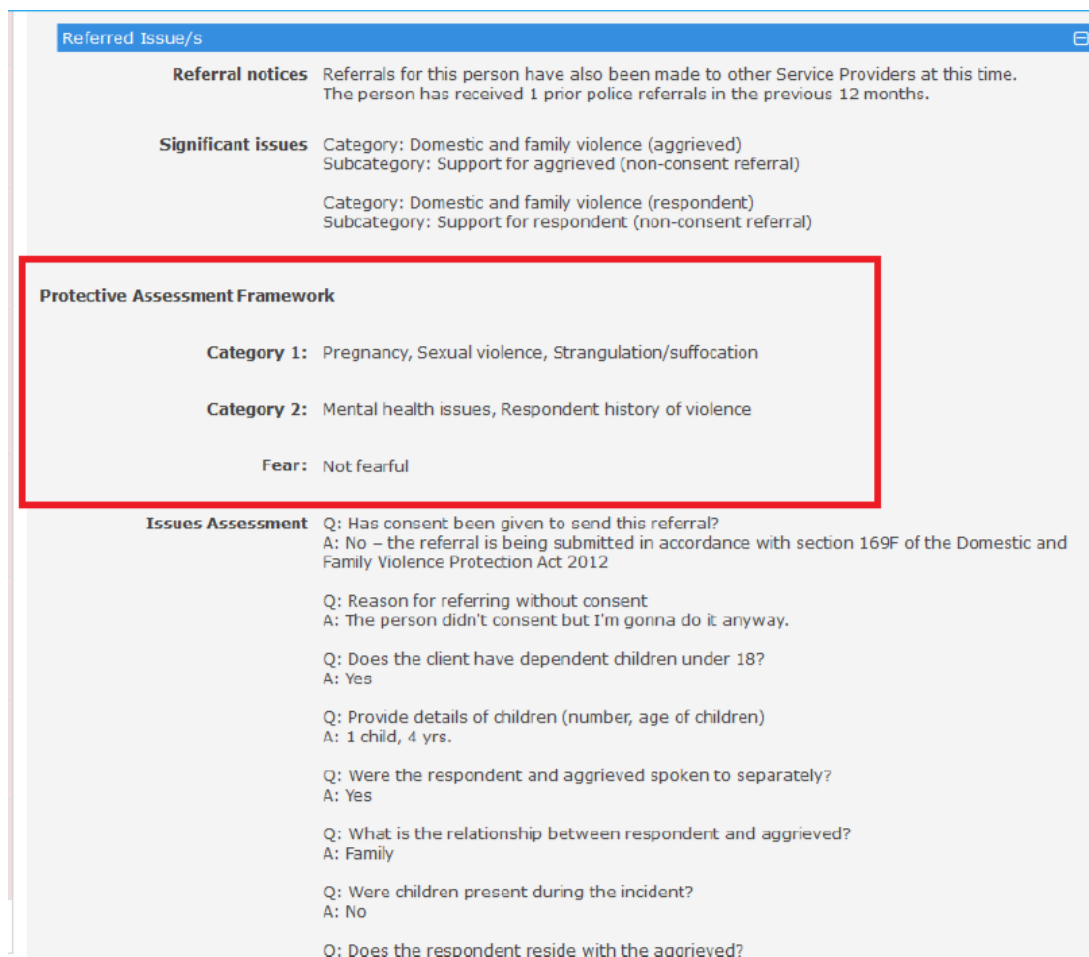 Referred Issue/s
Referral notices Referrals for this person have also been made to other Service Providers at this time.
The person has received 1 prior police referrals in the previous 12 months.
Significant issues Category: Domestic and family violence (aggrieved)
Subcategory: Support for aggrieved (non-consent referral)
Category: Domestic and family violence (respondent)
Subcategory: Support for respondent (non-consent referral)
Protective Assessment Framework
Category 1: Pregnancy, Sexual violence, Strangulation/suffocation
Category 2: Mental health issues, Respondent history of violence
Fear: Not fearful
Issues Assessment Q: Has consent been given to send this referral?
A: No – the referral is being submitted in accordance with section 169F of the Domestic and
Family Violence Protection Act 2012
Q: Reason for referring without consent
A: The person didn't consent but I'm gonna do it anyway.
Q: Does the client have dependent children under 18?
A: Yes
Q: Provide details of children (number, age of children)
A: 1 child, 4 yrs.
Q: Were the respondent and aggrieved spoken to separately?
A: Yes
Q: What is the relationship between respondent and aggrieved?
A: Family
Q: Were children present during the incident?
A: No
Q: Does the respondent reside with the aggrieved?